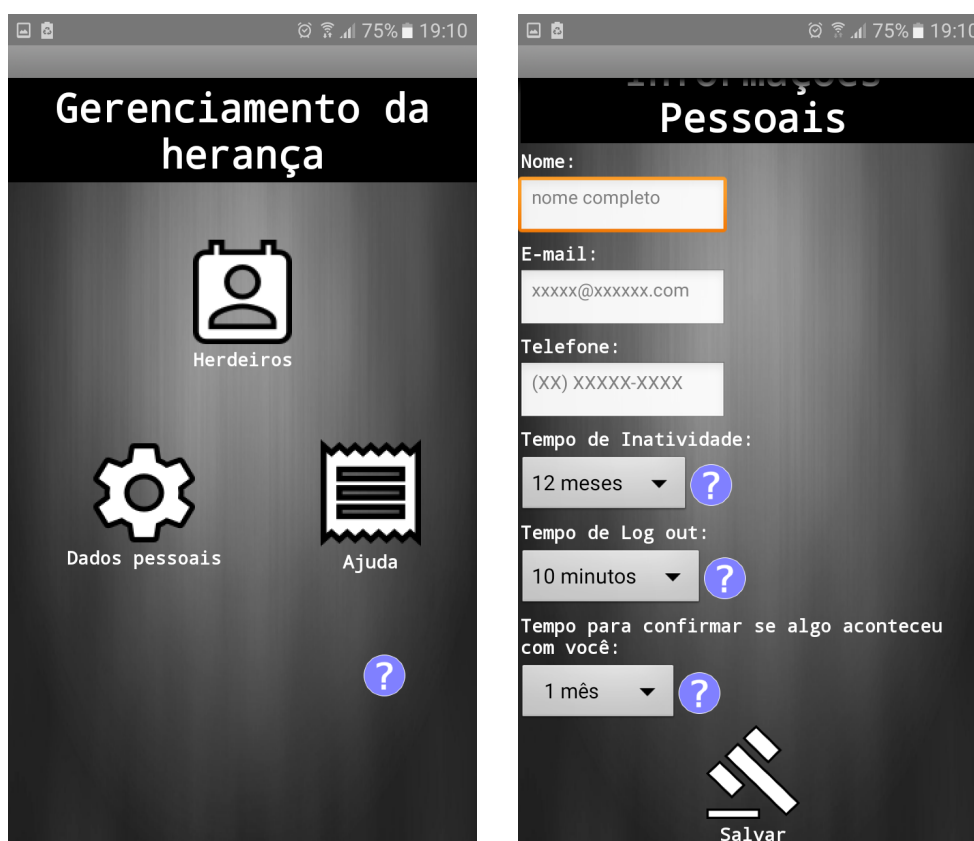 75% 19:10
Gerenciamento da
herança
Herdeiros
Dados pessoais
Ajuda
?
75% 19:10
Informações
Pessoais
Nome:
nome completo
E-mail:
xxxxx@xxxxxx.com
Telefone:
(XX) XXXXX-XXXX
Tempo de Inatividade:
12 meses ?
Tempo de Log out:
10 minutos ?
Tempo para confirmar se algo aconteceu
com você:
1 mês ?
Salvar